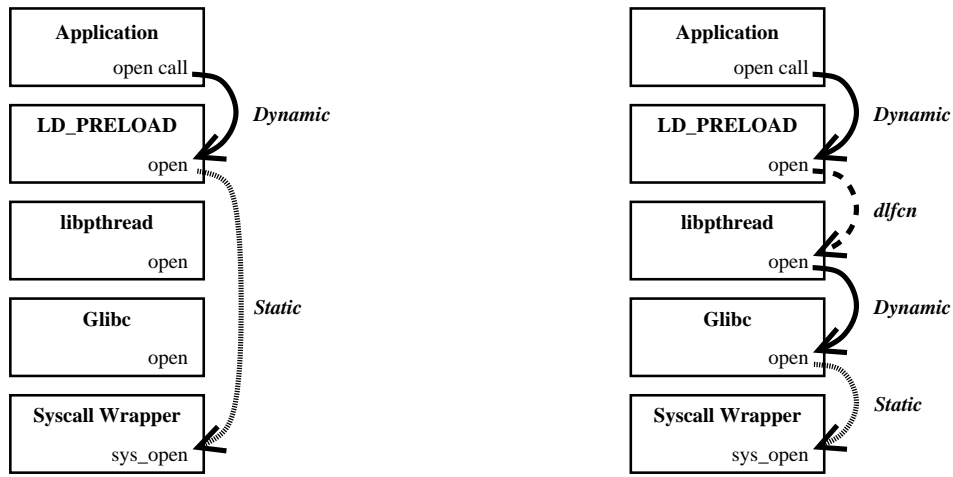 Application
open call
Dynamic
LD_PRELOAD
open
libpthread
open
Static
Glibc
open
Syscall Wrapper
sys_open
Application
open call
Dynamic
LD_PRELOAD
open
dlfcn
libpthread
open
Dynamic
Glibc
open
Static
Syscall Wrapper
sys_open